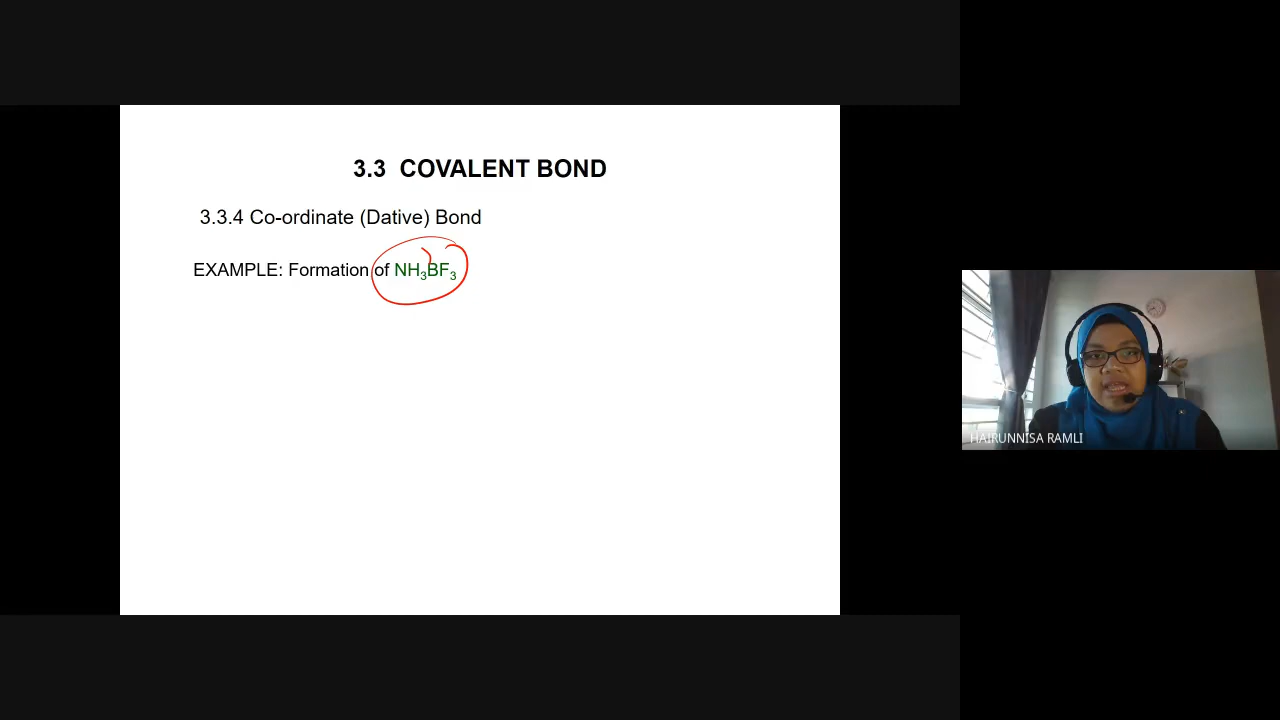 3.3 COVALENT BOND
3.3.4 Co-ordinate (Dative) Bond
EXAMPLE: Formation of NH₃BF₃
HAIRUNNISA RAMLI